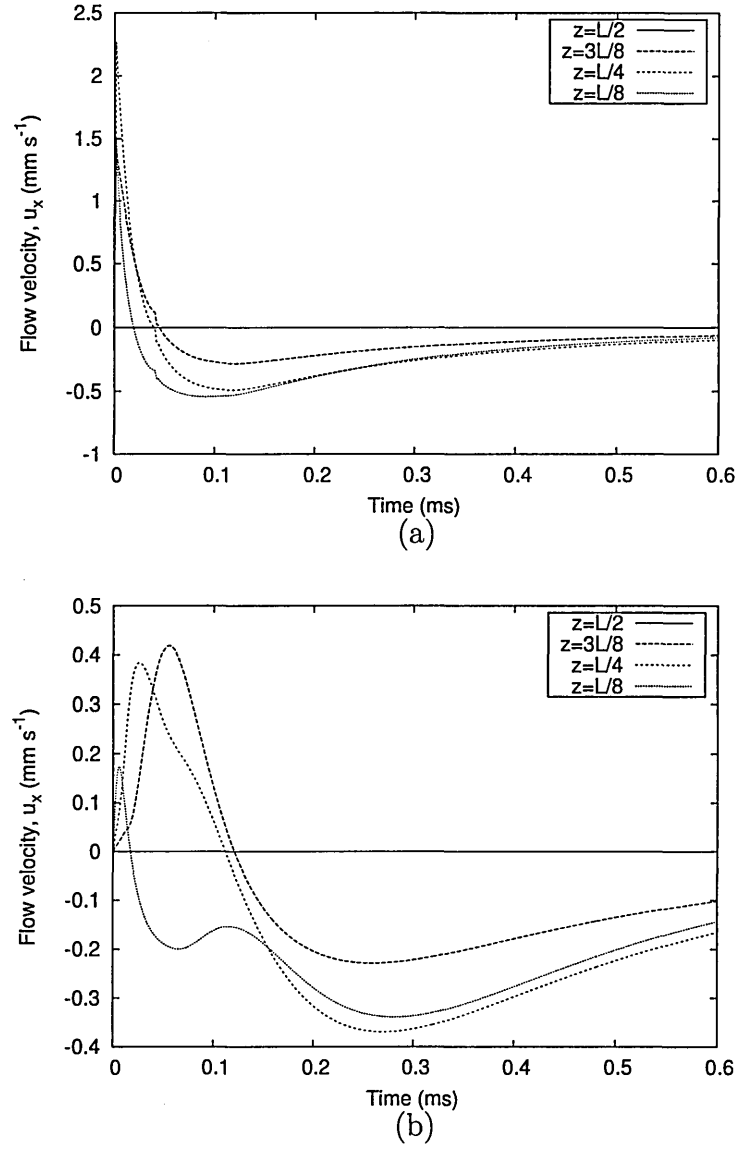 2.5
2
1.5
1
0.5
0
-0.5
-1
Flow velocity, u_x (mm s⁻¹)
z=L/2
z=3L/8
z=L/4
z=L/8
0 0.1 0.2 0.3 0.4 0.5 0.6
Time (ms)
(a)
0.5
0.4
0.3
0.2
0.1
0
-0.1
-0.2
-0.3
-0.4
Flow velocity, u_x (mm s⁻¹)
z=L/2
z=3L/8
z=L/4
z=L/8
0 0.1 0.2 0.3 0.4 0.5 0.6
Time (ms)
(b)